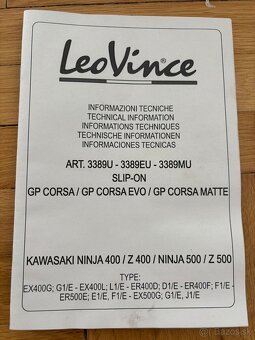 LeoVince
INFORMAZIONI TECNICHE
TECHNICAL INFORMATION
INFORMATIONS TECHNIQUES
TECHNISCHE INFORMATIONEN
INFORMACIONES TECNICAS
ART. 3389U - 3389EU - 3389MU
SLIP-ON
GP CORSA / GP CORSA EVO / GP CORSA MATTE
KAWASAKI NINJA 400 / Z 400 / NINJA 500 / Z 500
TYPE:
EX400G; G1/E - EX400L; L1/E - ER400D; D1/E - ER400F; F1/E -
ER500E; E1/E, F1/E - EX500G; G1/E, J1/E
bazos.sk